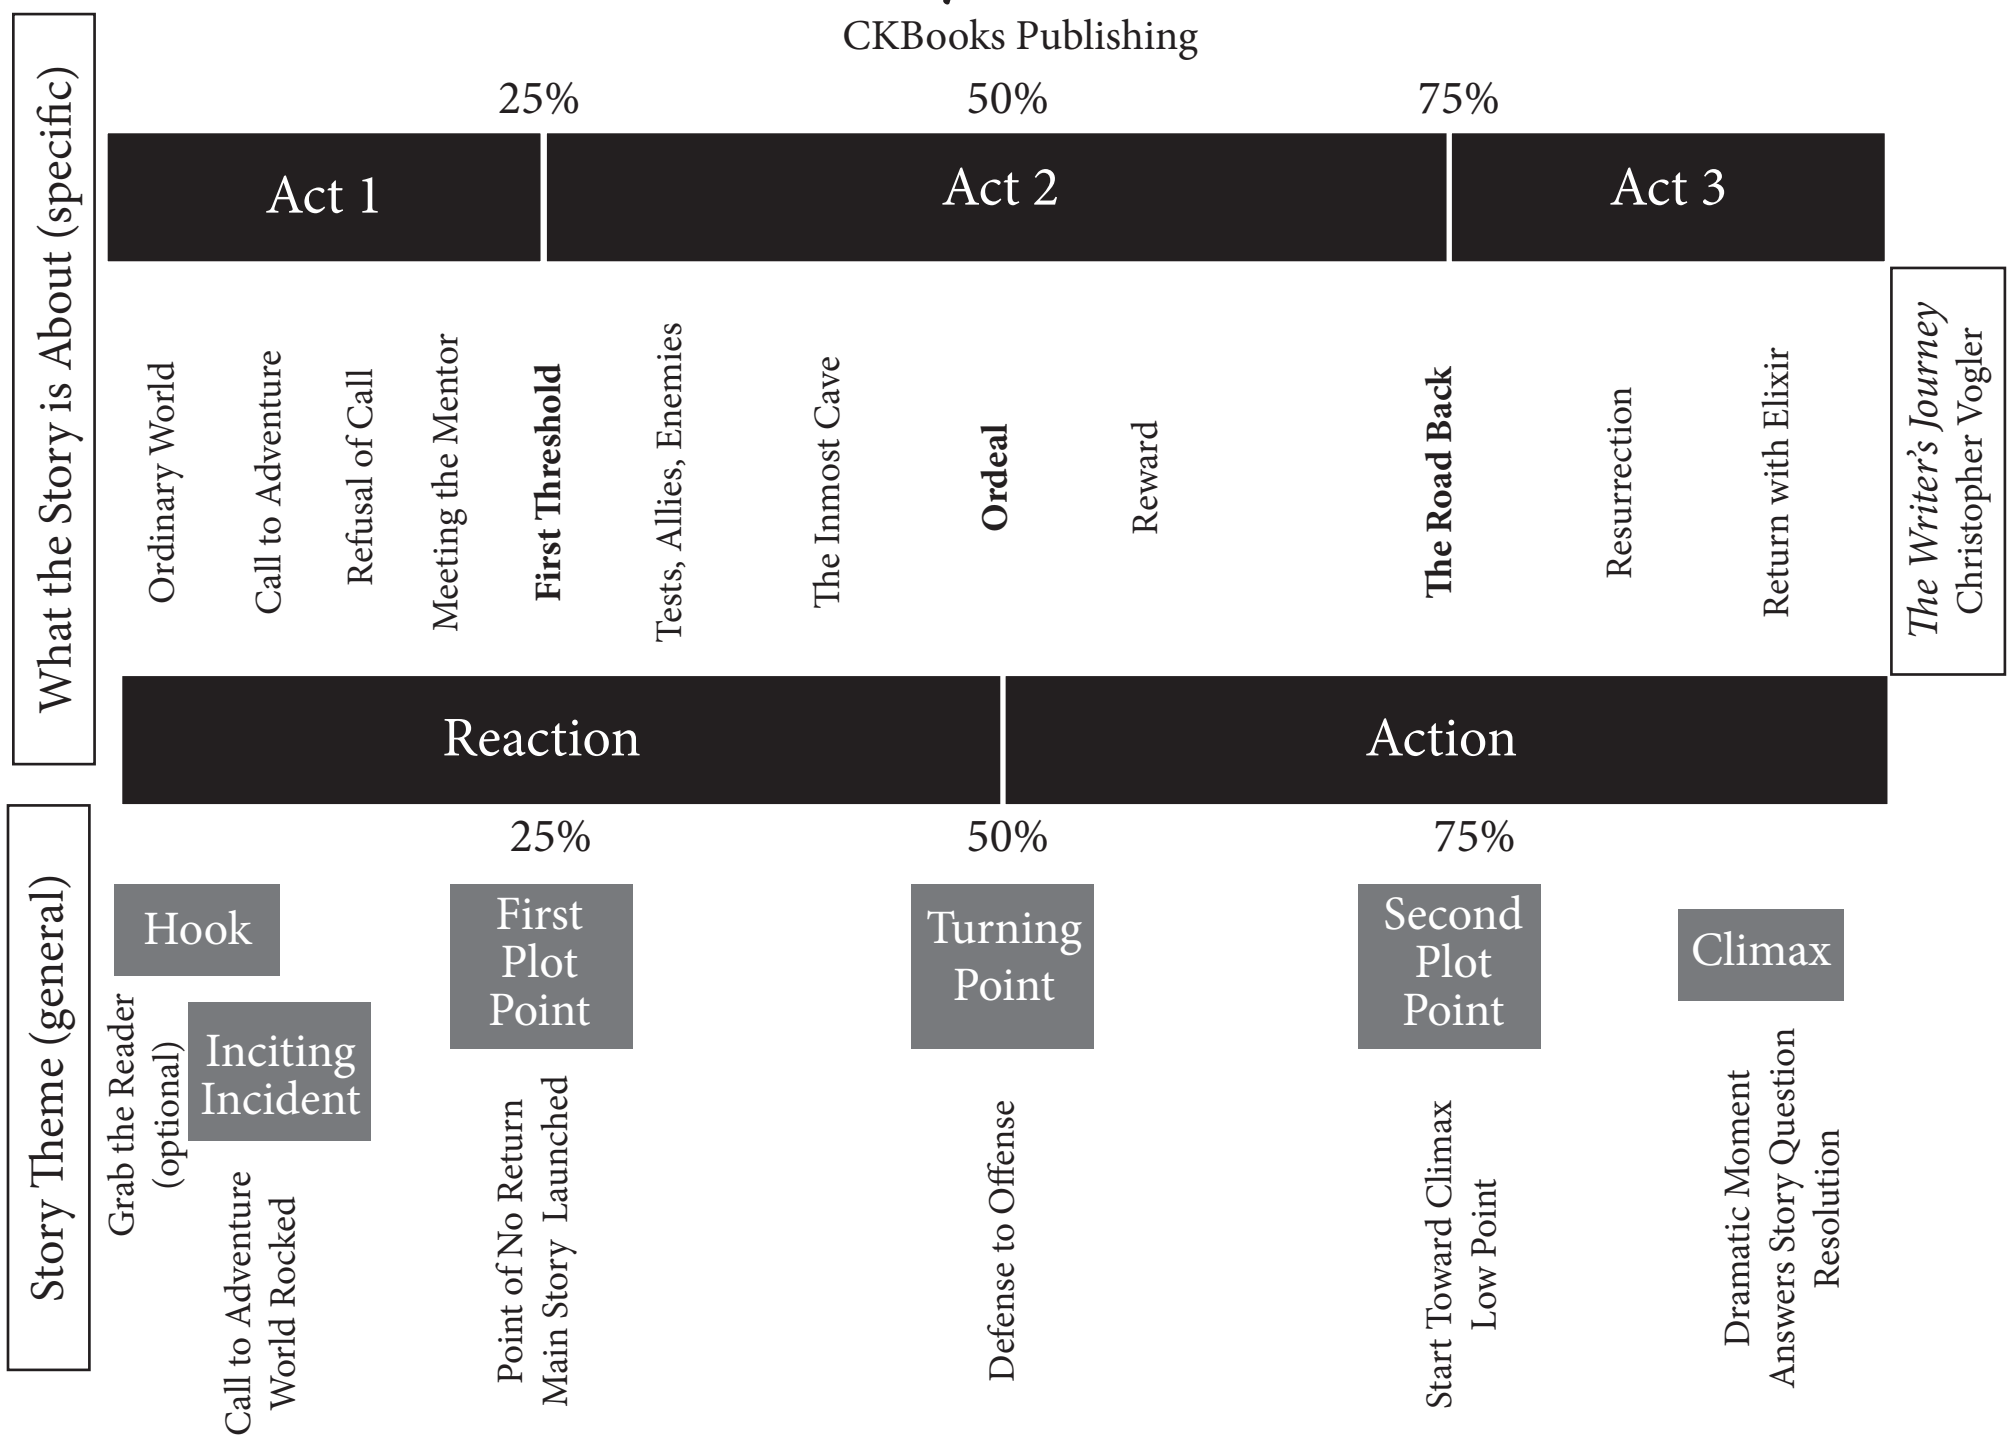 CKBooks Publishing
What the Story is About (specific)
25%
50%
75%
Act 1
Act 2
Act 3
Ordinary World
Call to Adventure
Refusal of Call
Meeting the Mentor
First Threshold
Tests, Allies, Enemies
The Inmost Cave
Ordeal
Reward
The Road Back
Resurrection
Return with Elixir
The Writer's Journey
Christopher Vogler
Reaction
Action
Story Theme (general)
25%
50%
75%
Hook
Grab the Reader
(optional)
Inciting
Incident
Call to Adventure
World Rocked
First
Plot
Point
Point of No Return
Main Story Launched
Turning
Point
Defense to Offense
Second
Plot
Point
Start Toward Climax
Low Point
Climax
Dramatic Moment
Answers Story Question
Resolution